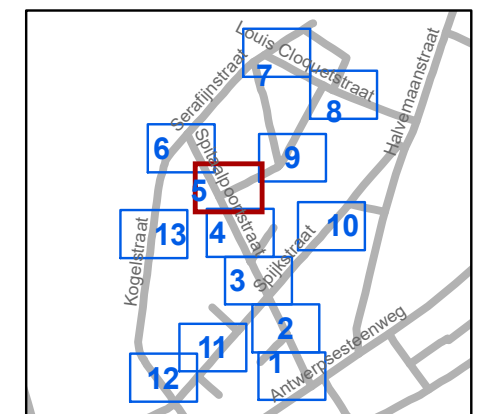 Louis Cloquetstraat
7
Serafijnstraat
8
Halvemaanstraat
6
9
Spitaalpoortstraat
5
10
4
13
Kogelstraat
Spijkstraat
3
2
11
1
Antwerpsesteenweg
12